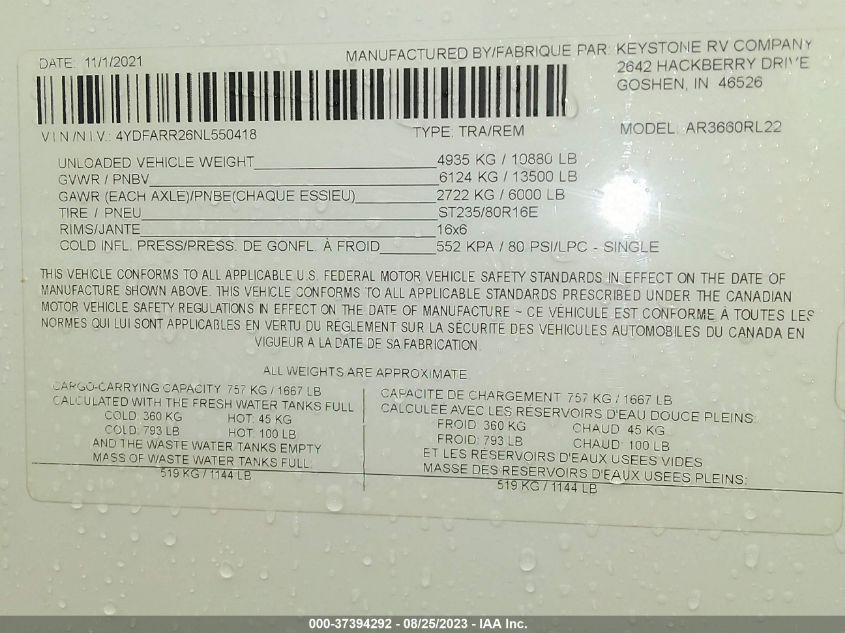 DATE: 11/1/2021
MANUFACTURED BY/FABRIQUE PAR: KEYSTONE RV COMPANY
2642 HACKBERRY DRIVE
GOSHEN, IN 46526
V I N / N I V.: 4YDFARR26NL550418 TYPE: TRA/REM MODEL: AR3660RL22
UNLOADED VEHICLE WEIGHT 4935 KG / 10880 LB
GVWR / PNBV 6124 KG / 13500 LB
GAWR (EACH AXLE)/PNBE(CHAQUE ESSIEU) 2722 KG / 6000 LB
TIRE / PNEU ST235/80R16E
RIMS/JANTE 16x6
COLD INFL. PRESS/PRESS. DE GONFL. À FROID 552 KPA / 80 PSI/LPC - SINGLE
THIS VEHICLE CONFORMS TO ALL APPLICABLE U.S. FEDERAL MOTOR VEHICLE SAFETY STANDARDS IN EFFECT ON THE DATE OF
MANUFACTURE SHOWN ABOVE. THIS VEHICLE CONFORMS TO ALL APPLICABLE STANDARDS PRESCRIBED UNDER THE CANADIAN
MOTOR VEHICLE SAFETY REGULATIONS IN EFFECT ON THE DATE OF MANUFACTURE ~ CE VÉHICULE EST CONFORME À TOUTES LES
NORMES QUI LUI SONT APPLICABLES EN VERTU DU RÈGLEMENT SUR LA SÉCURITÉ DES VÉHICULES AUTOMOBILES DU CANADA EN
VIGUEUR À LA DATE DE SA FABRICATION.
ALL WEIGHTS ARE APPROXIMATE
CARGO-CARRYING CAPACITY 757 KG / 1667 LB
CALCULATED WITH THE FRESH WATER TANKS FULL
COLD: 360 KG HOT: 45 KG
COLD: 793 LB HOT: 100 LB
AND THE WASTE WATER TANKS EMPTY
MASS OF WASTE WATER TANKS FULL:
519 KG / 1144 LB
CAPACITE DE CHARGEMENT 757 KG / 1667 LB
CALCULEE AVEC LES RÉSERVOIRS D'EAU DOUCE PLEINS:
FROID: 360 KG CHAUD: 45 KG
FROID: 793 LB CHAUD: 100 LB
ET LES RÉSERVOIRS D'EAUX USEES VIDES
MASSE DES RESERVOIRS D'EAUX USEES PLEINS:
519 KG / 1144 LB
000-37394292 - 08/25/2023 - IAA Inc.